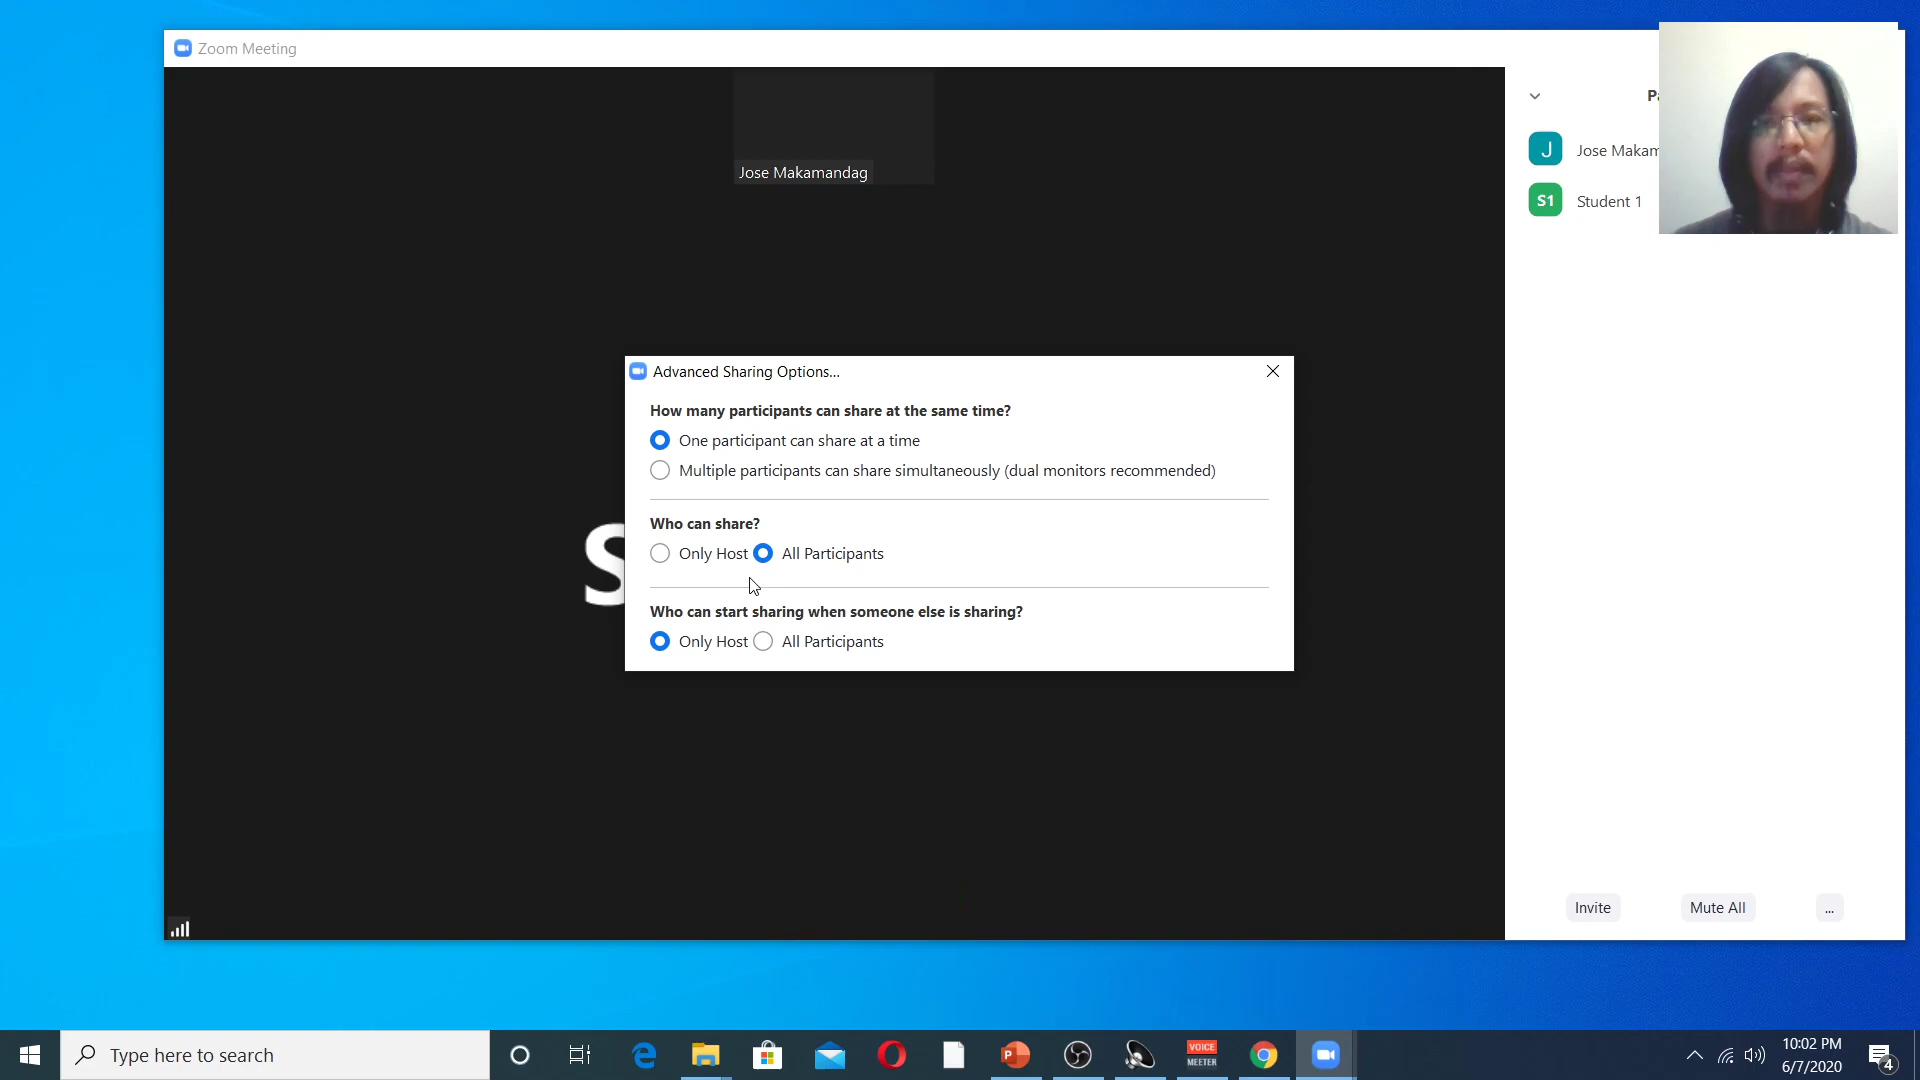 Zoom Meeting
Jose Makamandag
J
Jose Makam
S1
Student 1
S
Advanced Sharing Options...
How many participants can share at the same time?
One participant can share at a time
Multiple participants can share simultaneously (dual monitors recommended)
Who can share?
Only Host All Participants
Who can start sharing when someone else is sharing?
Only Host All Participants
Invite Mute All ...
Type here to search
P
VOICE
MEETER
10:02 PM
6/7/2020
4